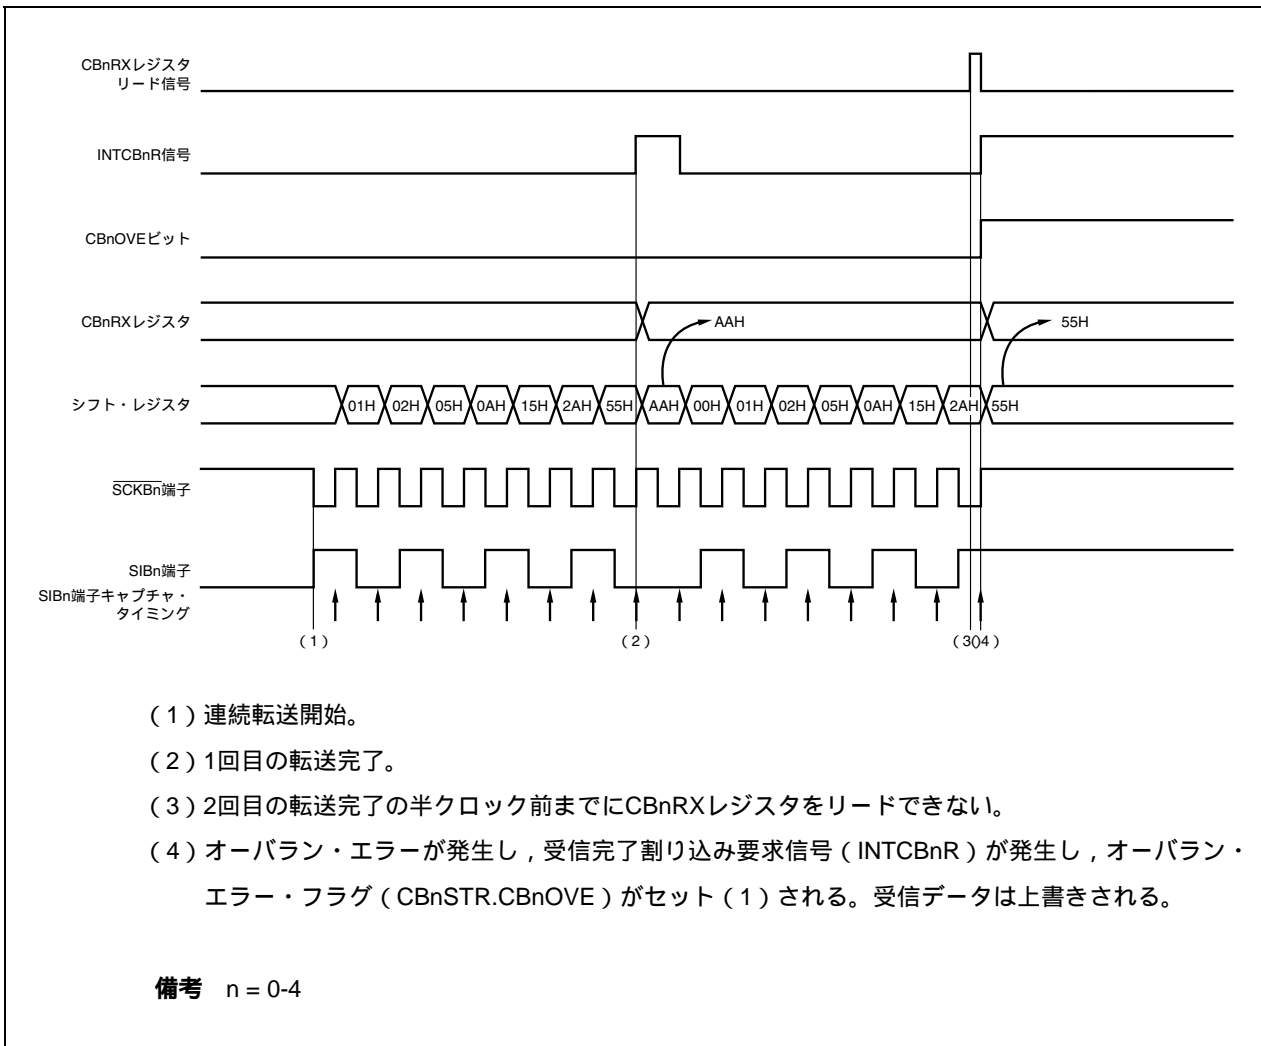 CBnRXレジスタ
リード信号
INTCBnR信号
CBnOVEビット
CBnRXレジスタ
AAH
55H
シフト・レジスタ
01H 02H 05H 0AH 15H 2AH 55H AAH 00H 01H 02H 05H 0AH 15H 2AH 55H
SCKBn端子
SIBn端子
SIBn端子キャプチャ・
タイミング
(1) (2) (3)(4)
(1)連続転送開始。
(2)1回目の転送完了。
(3)2回目の転送完了の半クロック前までにCBnRXレジスタをリードできない。
(4)オーバラン・エラーが発生し,受信完了割り込み要求信号(INTCBnR)が発生し,オーバラン・
エラー・フラグ(CBnSTR.CBnOVE)がセット(1)される。受信データは上書きされる。
備考 n = 0-4